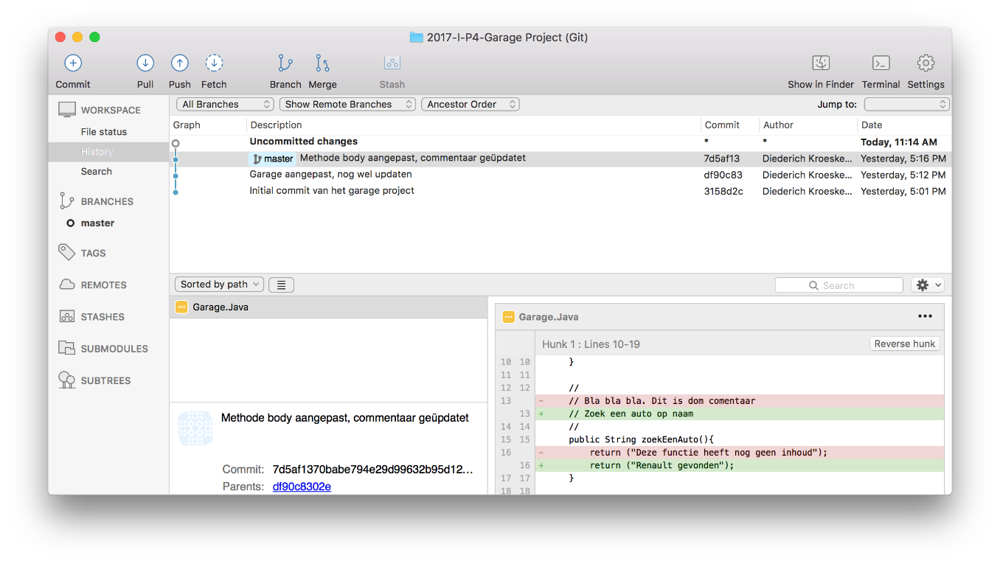 2017-I-P4-Garage Project (Git)
Commit Pull Push Fetch Branch Merge Stash Show in Finder Terminal Settings
WORKSPACE
File status
History
Search
BRANCHES
master
TAGS
REMOTES
STASHES
SUBMODULES
SUBTREES
All Branches Show Remote Branches Ancestor Order Jump to:
Graph Description Commit Author Date
Uncommitted changes * * Today, 11:14 AM
master Methode body aangepast, commentaar geüpdatet 7d5af13 Diederich Kroeske... Yesterday, 5:16 PM
Garage aangepast, nog wel updaten df90c83 Diederich Kroeske... Yesterday, 5:12 PM
Initial commit van het garage project 3158d2c Diederich Kroeske... Yesterday, 5:01 PM
Sorted by path Search
Garage.Java
Methode body aangepast, commentaar geüpdatet
Commit: 7d5af1370babe794e29d99632b95d12...
Parents: df90c8302e
Garage.Java
Hunk 1 : Lines 10-19 Reverse hunk
10 10 }
11 11
12 12 //
13 - // Bla bla bla. Dit is dom comentaar
13 + // Zoek een auto op naam
14 14 //
15 15 public String zoekEenAuto(){
16 - return ("Deze functie heeft nog geen inhoud");
16 + return ("Renault gevonden");
17 17 }
18 18